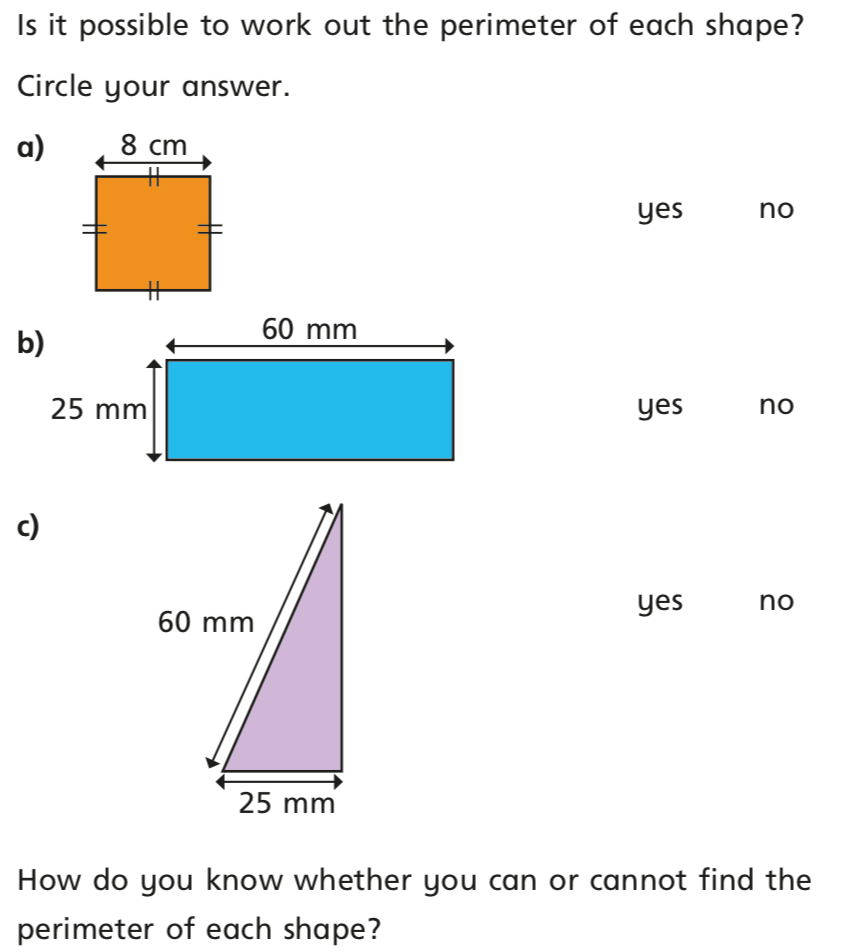 Is it possible to work out the perimeter of each shape?
Circle your answer.
a)
8 cm
yes no
b)
60 mm
25 mm
yes no
c)
60 mm
yes no
25 mm
How do you know whether you can or cannot find the
perimeter of each shape?